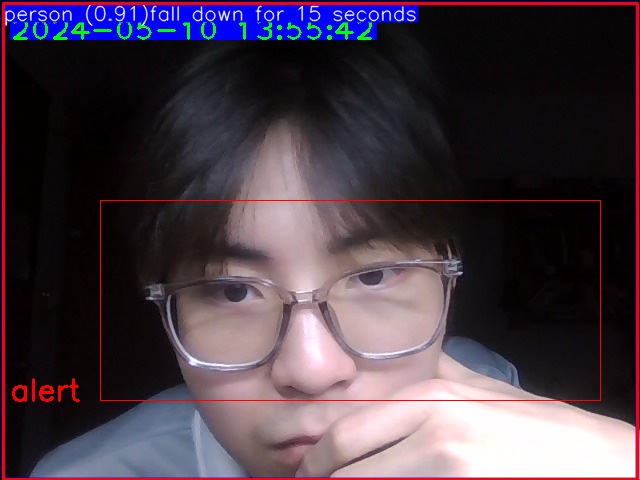 person (0.91)fall down for 15 seconds
2024-05-10 13:55:42
alert